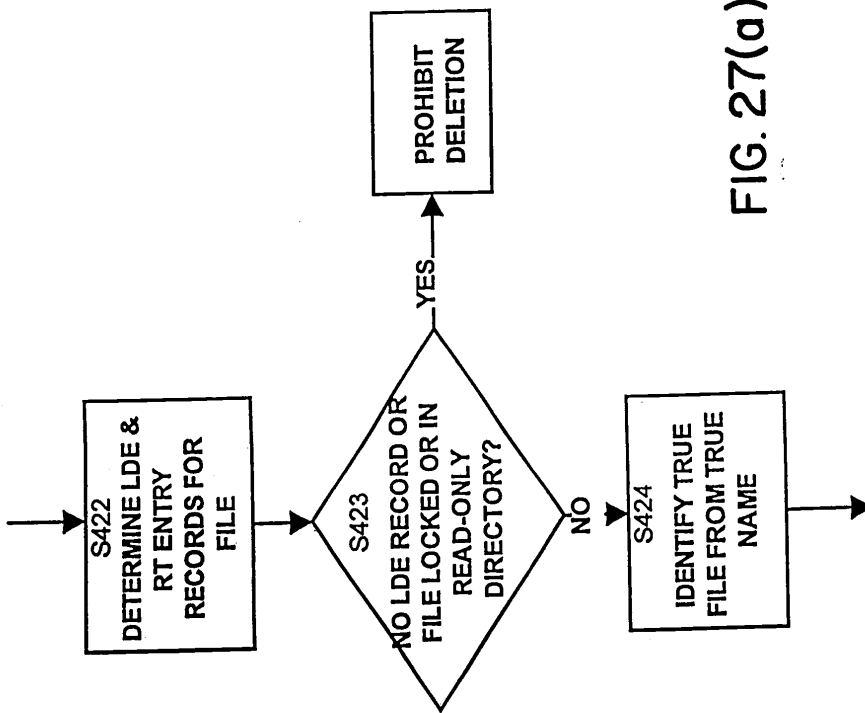 S422
DETERMINE LDE &
RT ENTRY
RECORDS FOR
FILE
S423
NO LDE RECORD OR
FILE LOCKED OR IN
READ-ONLY
DIRECTORY?
YES
PROHIBIT
DELETION
NO
S424
IDENTIFY TRUE
FILE FROM TRUE
NAME
FIG. 27(a)